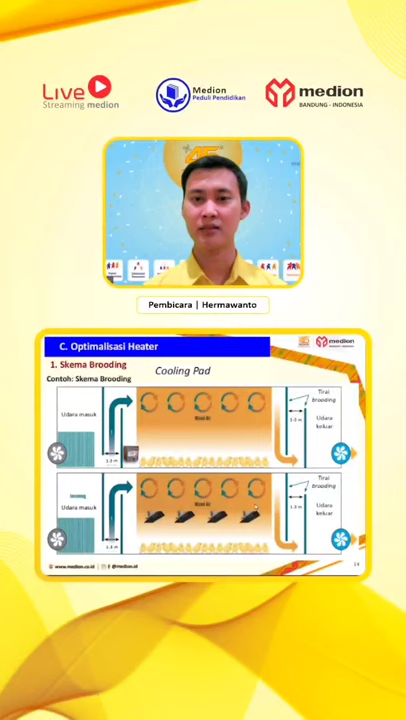 Live
Streaming medion
Medion
Peduli Pendidikan
medion
BANDUNG - INDONESIA
Pembicara | Hermawanto
C. Optimalisasi Heater
medion
1. Skema Brooding
Cooling Pad
Contoh: Skema Brooding
Udara masuk
Tirai
brooding
Udara
keluar
Udara masuk
Tirai
brooding
Udara
keluar
www.medion.co.id | @medion.id
14